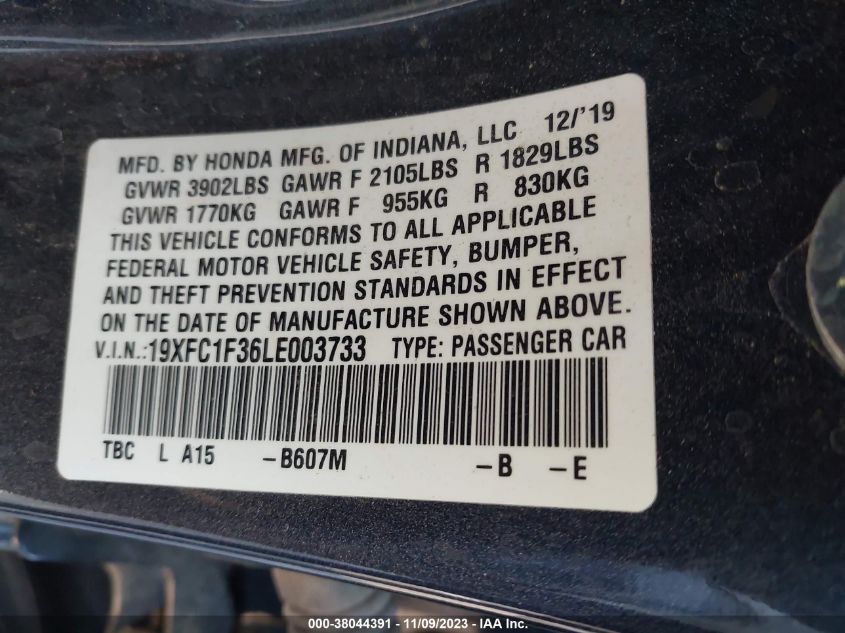 MFD. BY HONDA MFG. OF INDIANA, LLC 12/'19
GVWR 3902LBS GAWR F 2105LBS R 1829LBS
GVWR 1770KG GAWR F 955KG R 830KG
THIS VEHICLE CONFORMS TO ALL APPLICABLE
FEDERAL MOTOR VEHICLE SAFETY, BUMPER,
AND THEFT PREVENTION STANDARDS IN EFFECT
ON THE DATE OF MANUFACTURE SHOWN ABOVE.
V.I.N.:19XFC1F36LE003733 TYPE: PASSENGER CAR
TBC L A15 -B607M -B -E
000-38044391 - 11/09/2023 - IAA Inc.